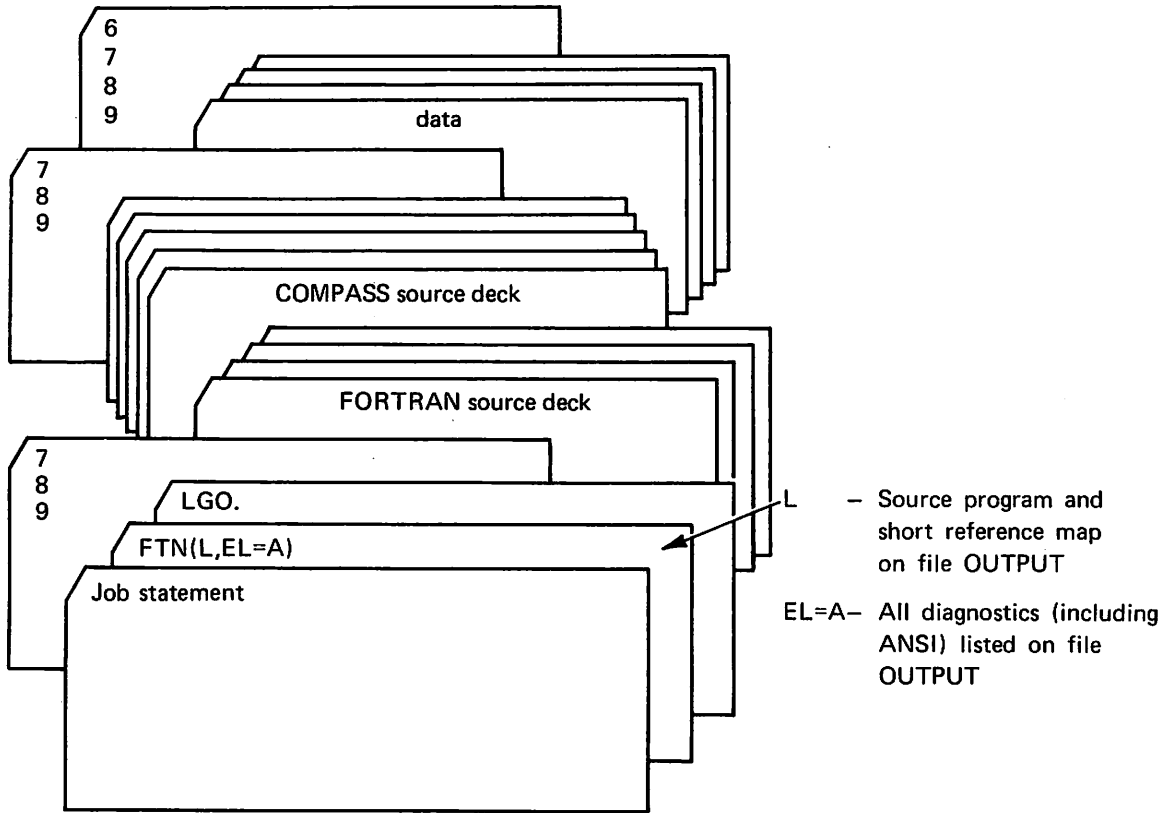 6
7
8
9
data
7
8
9
COMPASS source deck
FORTRAN source deck
7
8
9
LGO.
FTN(L,EL=A)
Job statement
L – Source program and
short reference map
on file OUTPUT
EL=A– All diagnostics (including
ANSI) listed on file
OUTPUT